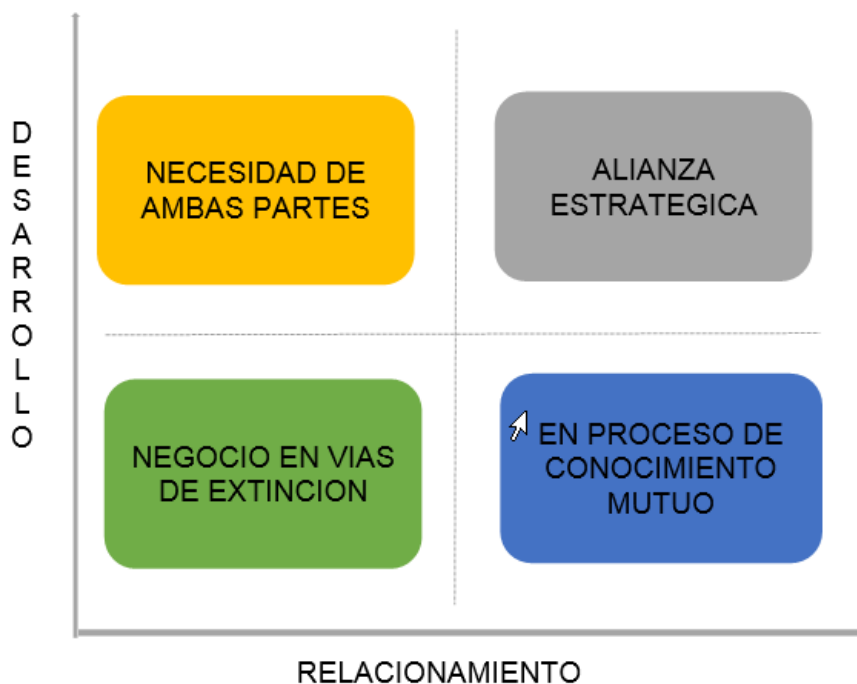 DESARROLLO
NECESIDAD DE
AMBAS PARTES
ALIANZA
ESTRATEGICA
NEGOCIO EN VIAS
DE EXTINCION
EN PROCESO DE
CONOCIMIENTO
MUTUO
RELACIONAMIENTO